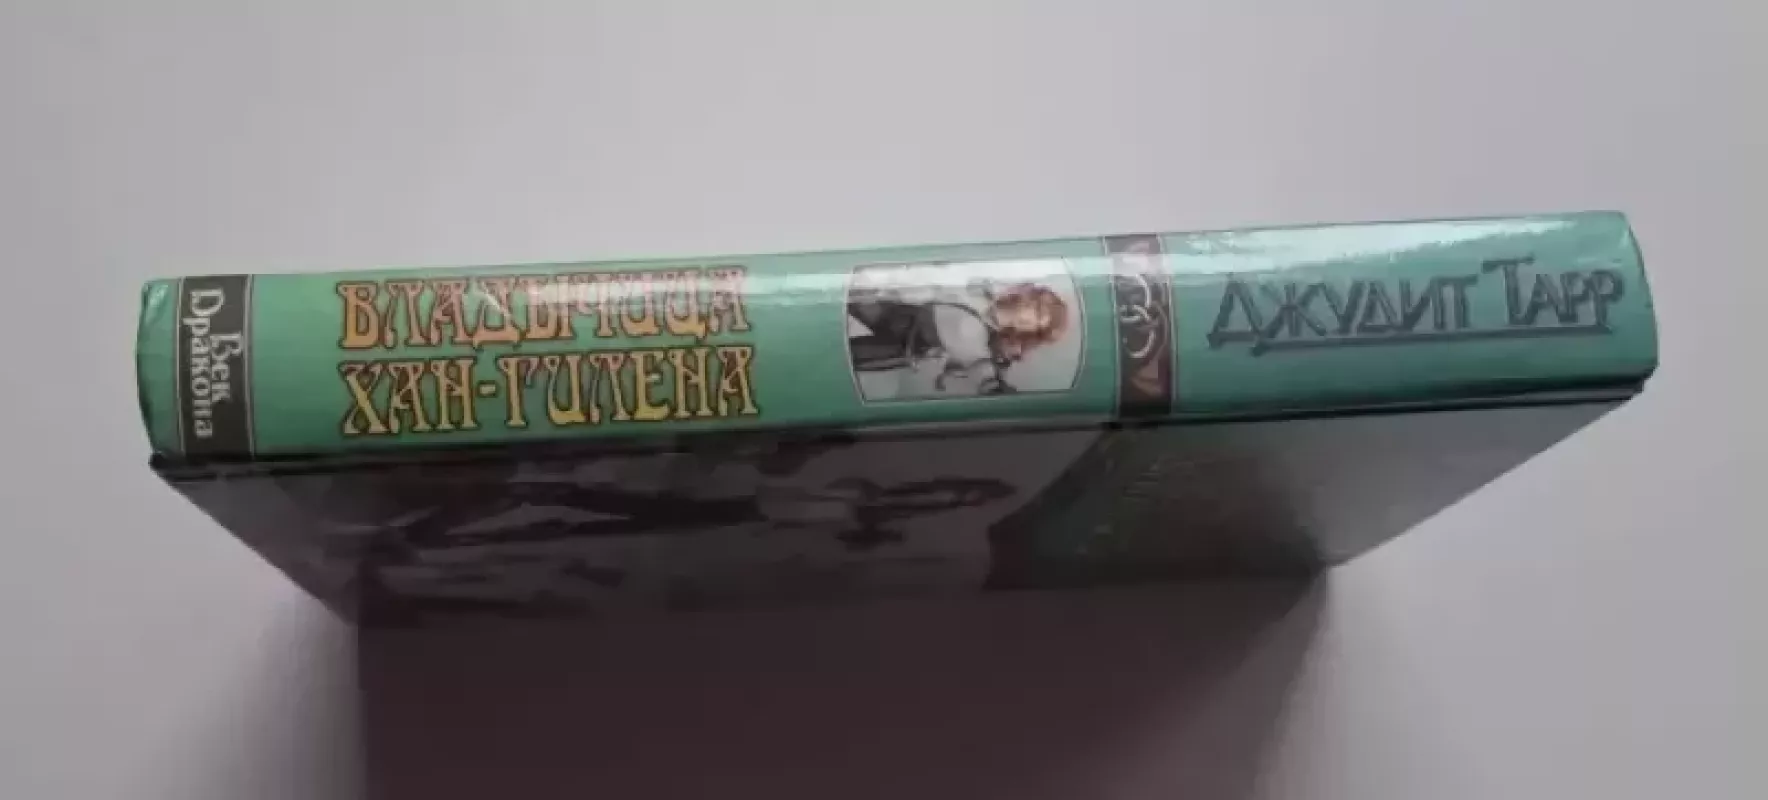 Век
Дракона
ВЛАДЫЧИЦА
ХАН-ГИЛЕНА
ДЖУДИТ ТАРР